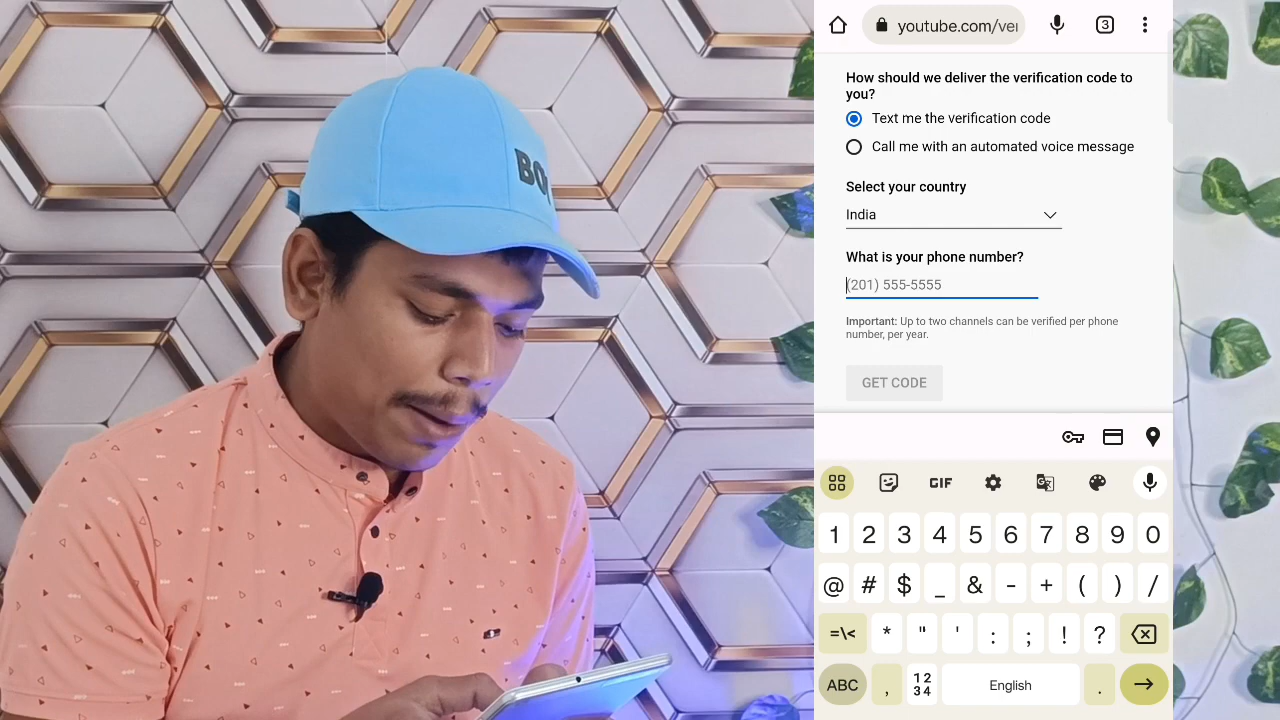 BO
3
youtube.com/ver
How should we deliver the verification code to
you?
Text me the verification code
Call me with an automated voice message
Select your country
India
What is your phone number?
(201) 555-5555
Important: Up to two channels can be verified per phone
number, per year.
GET CODE
GIF
1 2 3 4 5 6 7 8 9 0
@ # $ _ & - + ( ) /
=\< * " ' : ; ! ?
ABC , 12 English .
34